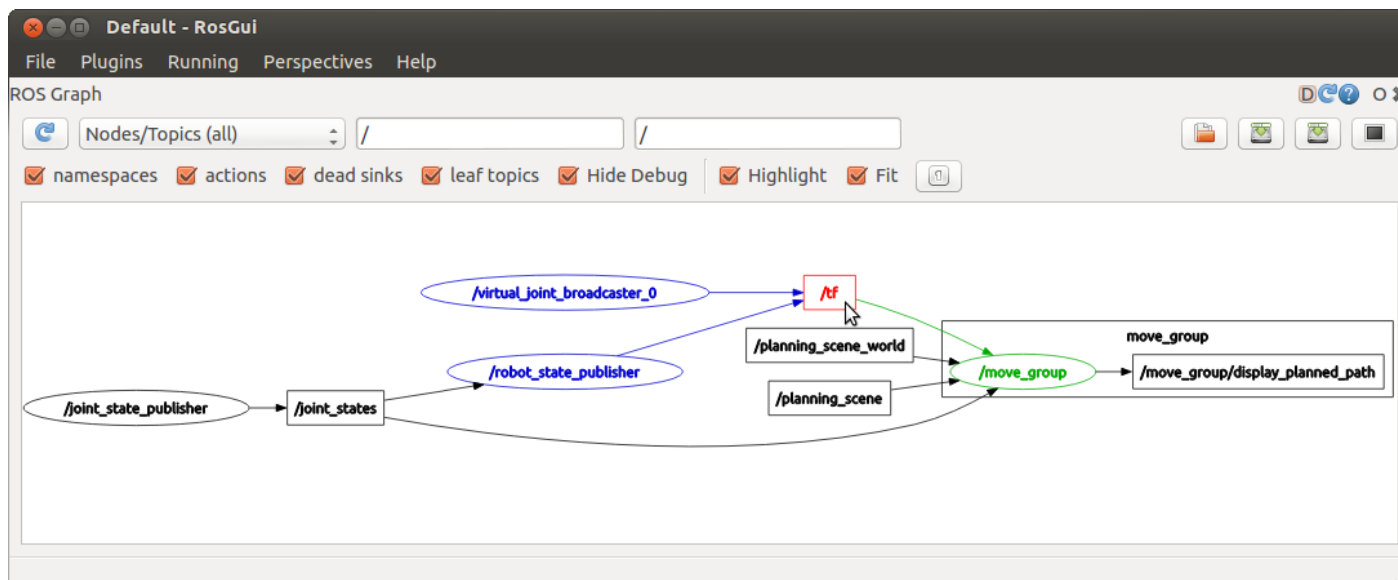 Default - RosGui
File Plugins Running Perspectives Help
ROS Graph
D ? O
Nodes/Topics (all) / /
namespaces actions dead sinks leaf topics Hide Debug Highlight Fit
/virtual_joint_broadcaster_0 /tf
/planning_scene_world move_group
/robot_state_publisher /move_group /move_group/display_planned_path
/joint_state_publisher /joint_states /planning_scene